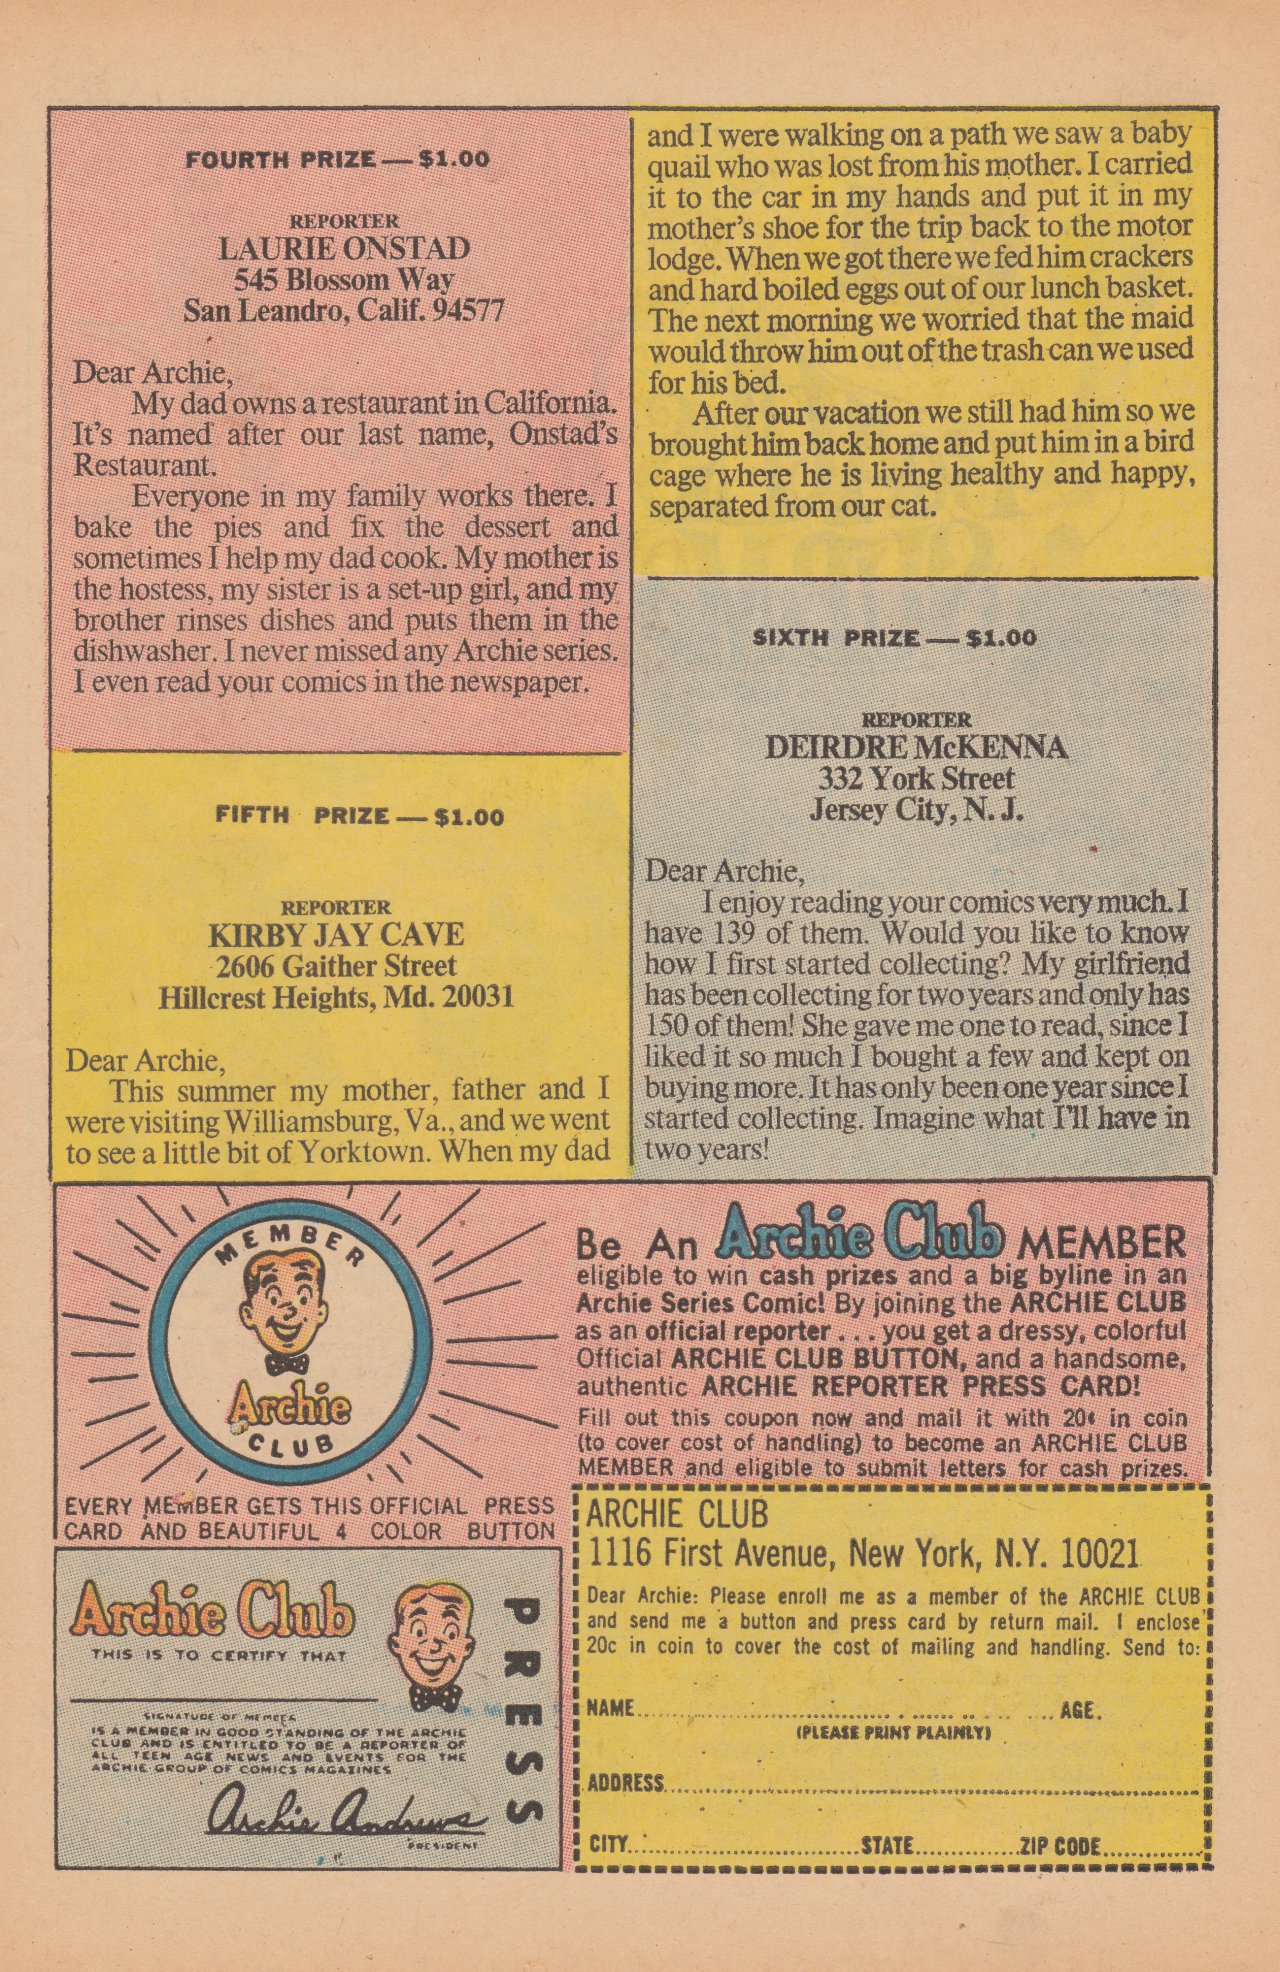 FOURTH PRIZE — $1.00
REPORTER
LAURIE ONSTAD
545 Blossom Way
San Leandro, Calif. 94577
Dear Archie,
My dad owns a restaurant in California.
It's named after our last name, Onstad's
Restaurant.
Everyone in my family works there. I
bake the pies and fix the dessert and
sometimes I help my dad cook. My mother is
the hostess, my sister is a set-up girl, and my
brother rinses dishes and puts them in the
dishwasher. I never missed any Archie series.
I even read your comics in the newspaper.
FIFTH PRIZE — $1.00
REPORTER
KIRBY JAY CAVE
2606 Gaither Street
Hillcrest Heights, Md. 20031
Dear Archie,
This summer my mother, father and I
were visiting Williamsburg, Va., and we went
to see a little bit of Yorktown. When my dad
and I were walking on a path we saw a baby
quail who was lost from his mother. I carried
it to the car in my hands and put it in my
mother's shoe for the trip back to the motor
lodge. When we got there we fed him crackers
and hard boiled eggs out of our lunch basket.
The next morning we worried that the maid
would throw him out of the trash can we used
for his bed.
After our vacation we still had him so we
brought him back home and put him in a bird
cage where he is living healthy and happy,
separated from our cat.
SIXTH PRIZE — $1.00
REPORTER
DEIRDRE McKENNA
332 York Street
Jersey City, N. J.
Dear Archie,
I enjoy reading your comics very much. I
have 139 of them. Would you like to know
how I first started collecting? My girlfriend
has been collecting for two years and only has
150 of them! She gave me one to read, since I
liked it so much I bought a few and kept on
buying more. It has only been one year since I
started collecting. Imagine what I'll have in
two years!
MEMBER
Archie
CLUB
EVERY MEMBER GETS THIS OFFICIAL PRESS
CARD AND BEAUTIFUL 4 COLOR BUTTON
Be An Archie Club MEMBER
eligible to win cash prizes and a big byline in an
Archie Series Comic! By joining the ARCHIE CLUB
as an official reporter . . . you get a dressy, colorful
Official ARCHIE CLUB BUTTON, and a handsome,
authentic ARCHIE REPORTER PRESS CARD!
Fill out this coupon now and mail it with 20¢ in coin
(to cover cost of handling) to become an ARCHIE CLUB
MEMBER and eligible to submit letters for cash prizes.
Archie Club
THIS IS TO CERTIFY THAT
SIGNATURE OF MEMBER
IS A MEMBER IN GOOD STANDING OF THE ARCHIE
CLUB AND IS ENTITLED TO BE A REPORTER OF
ALL TEEN AGE NEWS AND EVENTS FOR THE
ARCHIE GROUP OF COMICS MAGAZINES
Archie Andrews
PRESIDENT
PRESS
ARCHIE CLUB
1116 First Avenue, New York, N.Y. 10021
Dear Archie: Please enroll me as a member of the ARCHIE CLUB
and send me a button and press card by return mail. I enclose
20c in coin to cover the cost of mailing and handling. Send to:
NAME AGE.
(PLEASE PRINT PLAINLY)
ADDRESS
CITY STATE ZIP CODE